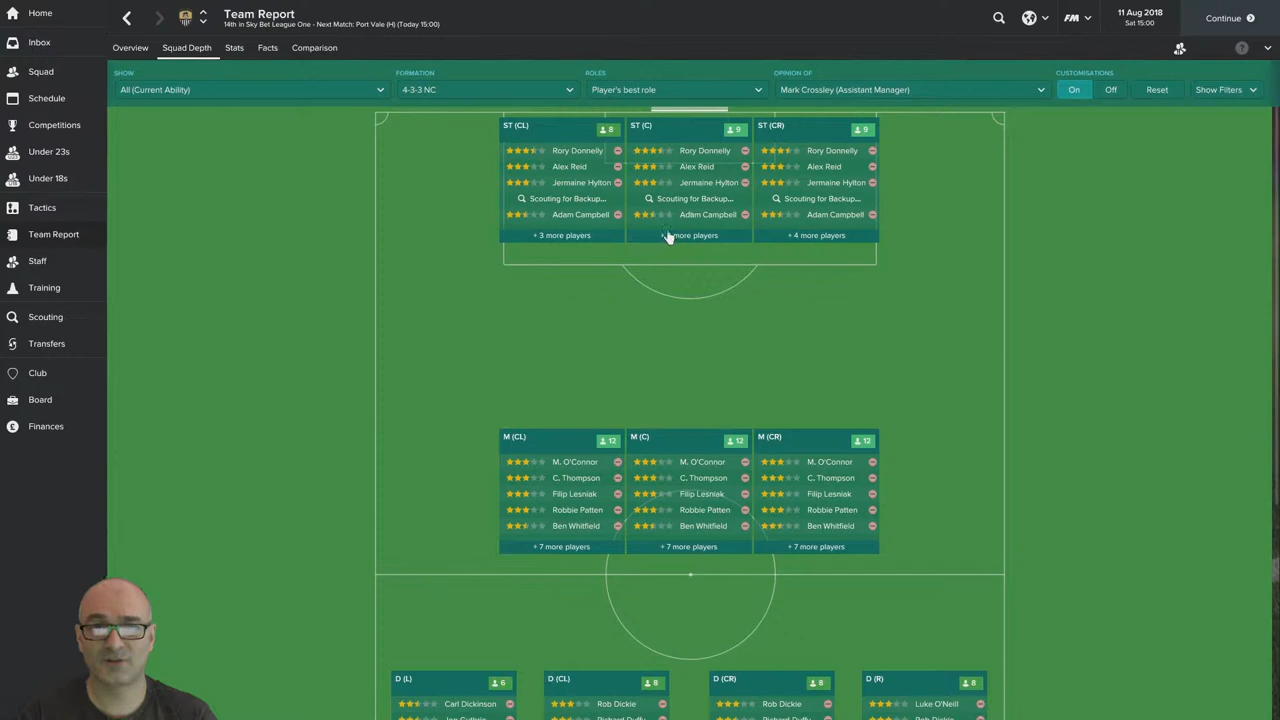 Home
Team Report
14th in Sky Bet League One - Next Match: Port Vale (H) (Today 15:00)
FM
11 Aug 2018
Sat 15:00
Continue
Inbox
Overview
Squad Depth
Stats
Facts
Comparison
Squad
Schedule
Competitions
Under 23s
Under 18s
Tactics
Team Report
Staff
Training
Scouting
Transfers
Club
Board
Finances
SHOW
FORMATION
ROLES
OPINION OF
CUSTOMISATIONS
All (Current Ability)
4-3-3 NC
Player's best role
Mark Crossley (Assistant Manager)
On
Off
Reset
Show Filters
ST (CL)
8
Rory Donnelly
Alex Reid
Jermaine Hylton
Scouting for Backup...
Adam Campbell
+ 3 more players
ST (C)
9
Rory Donnelly
Alex Reid
Jermaine Hylton
Scouting for Backup...
Adam Campbell
more players
ST (CR)
9
Rory Donnelly
Alex Reid
Jermaine Hylton
Scouting for Backup...
Adam Campbell
+ 4 more players
M (CL)
12
M. O'Connor
C. Thompson
Filip Lesniak
Robbie Patten
Ben Whitfield
+ 7 more players
M (C)
12
M. O'Connor
C. Thompson
Filip Lesniak
Robbie Patten
Ben Whitfield
+ 7 more players
M (CR)
12
M. O'Connor
C. Thompson
Filip Lesniak
Robbie Patten
Ben Whitfield
+ 7 more players
D (L)
6
Carl Dickinson
D (CL)
8
Rob Dickie
Richard Duffy
D (CR)
8
Rob Dickie
Richard Duffy
D (R)
8
Luke O'Neill
Rob Dickie